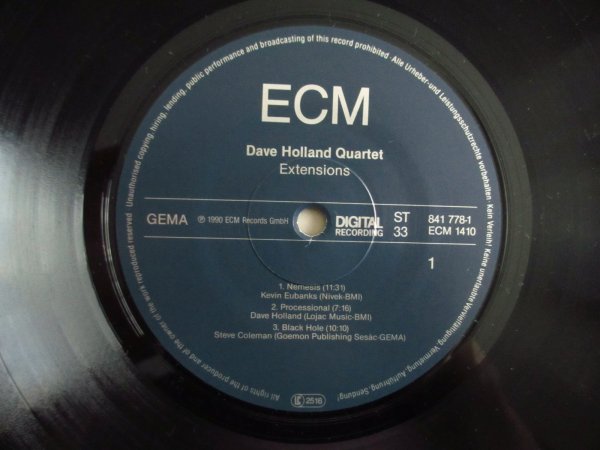 Unauthorised copying, hiring, lending, public performance and broadcasting of this record prohibited · Alle Urheber- und Leistungsschutzrechte vorbehalten · Kein Verleih! Keine unerlaubte Vervielfältigung, Vermietung, Aufführung, Sendung!
ECM
Dave Holland Quartet
Extensions
GEMA
℗ 1990 ECM Records GmbH
DIGITAL
RECORDING
ST
33
841 778-1
ECM 1410
1
1. Nemesis (11:31)
Kevin Eubanks (Nivek-BMI)
2. Processional (7:16)
Dave Holland (Lojac Music-BMI)
3. Black Hole (10:10)
Steve Coleman (Goemon Publishing Sesac-GEMA)
All rights of the producer and of the owner of the work reproduced reserved
LC 2516